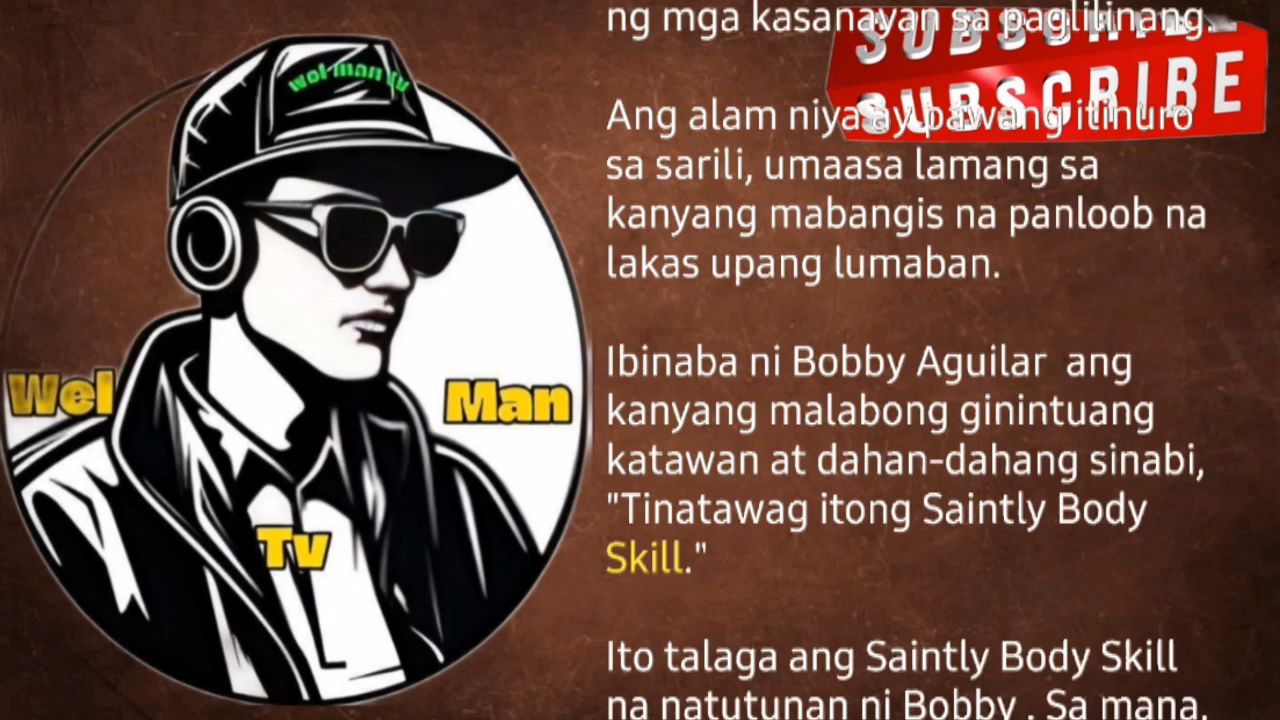 wel man tv
Wel
Man
Tv
SUBSCRIBE
SUBSCRIBE
ng mga kasanayan sa paglilinang.
Ang alam niya ay pawang itinuro
sa sarili, umaasa lamang sa
kanyang mabangis na panloob na
lakas upang lumaban.
Ibinaba ni Bobby Aguilar ang
kanyang malabong ginintuang
katawan at dahan-dahang sinabi,
"Tinatawag itong Saintly Body
Skill."
Ito talaga ang Saintly Body Skill
na natutunan ni Bobby . Sa mana,